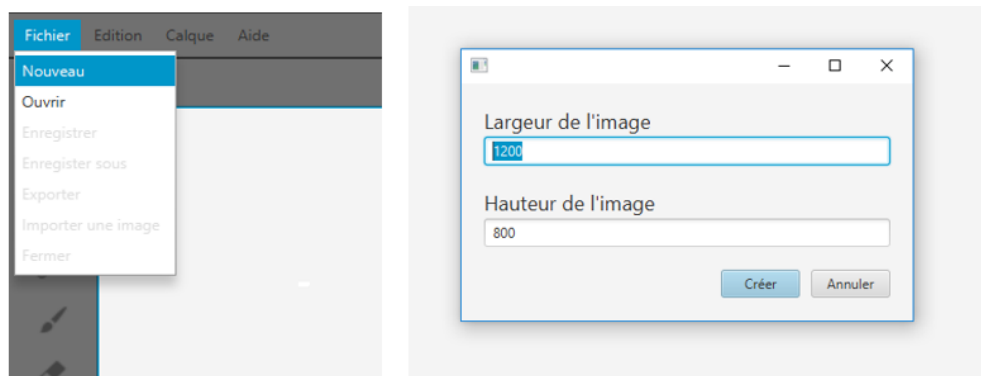 Fichier Edition Calque Aide
Nouveau
Ouvrir
Enregistrer
Enregister sous
Exporter
Importer une image
Fermer
Largeur de l'image
1200
Hauteur de l'image
800
Créer Annuler